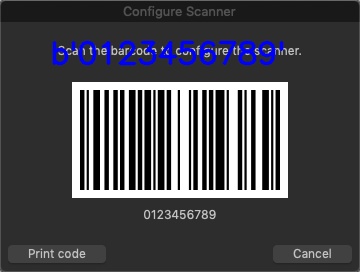 Configure Scanner
Scan the barcode to configure the scanner.
b'0123456789'
0123456789
Print code
Cancel